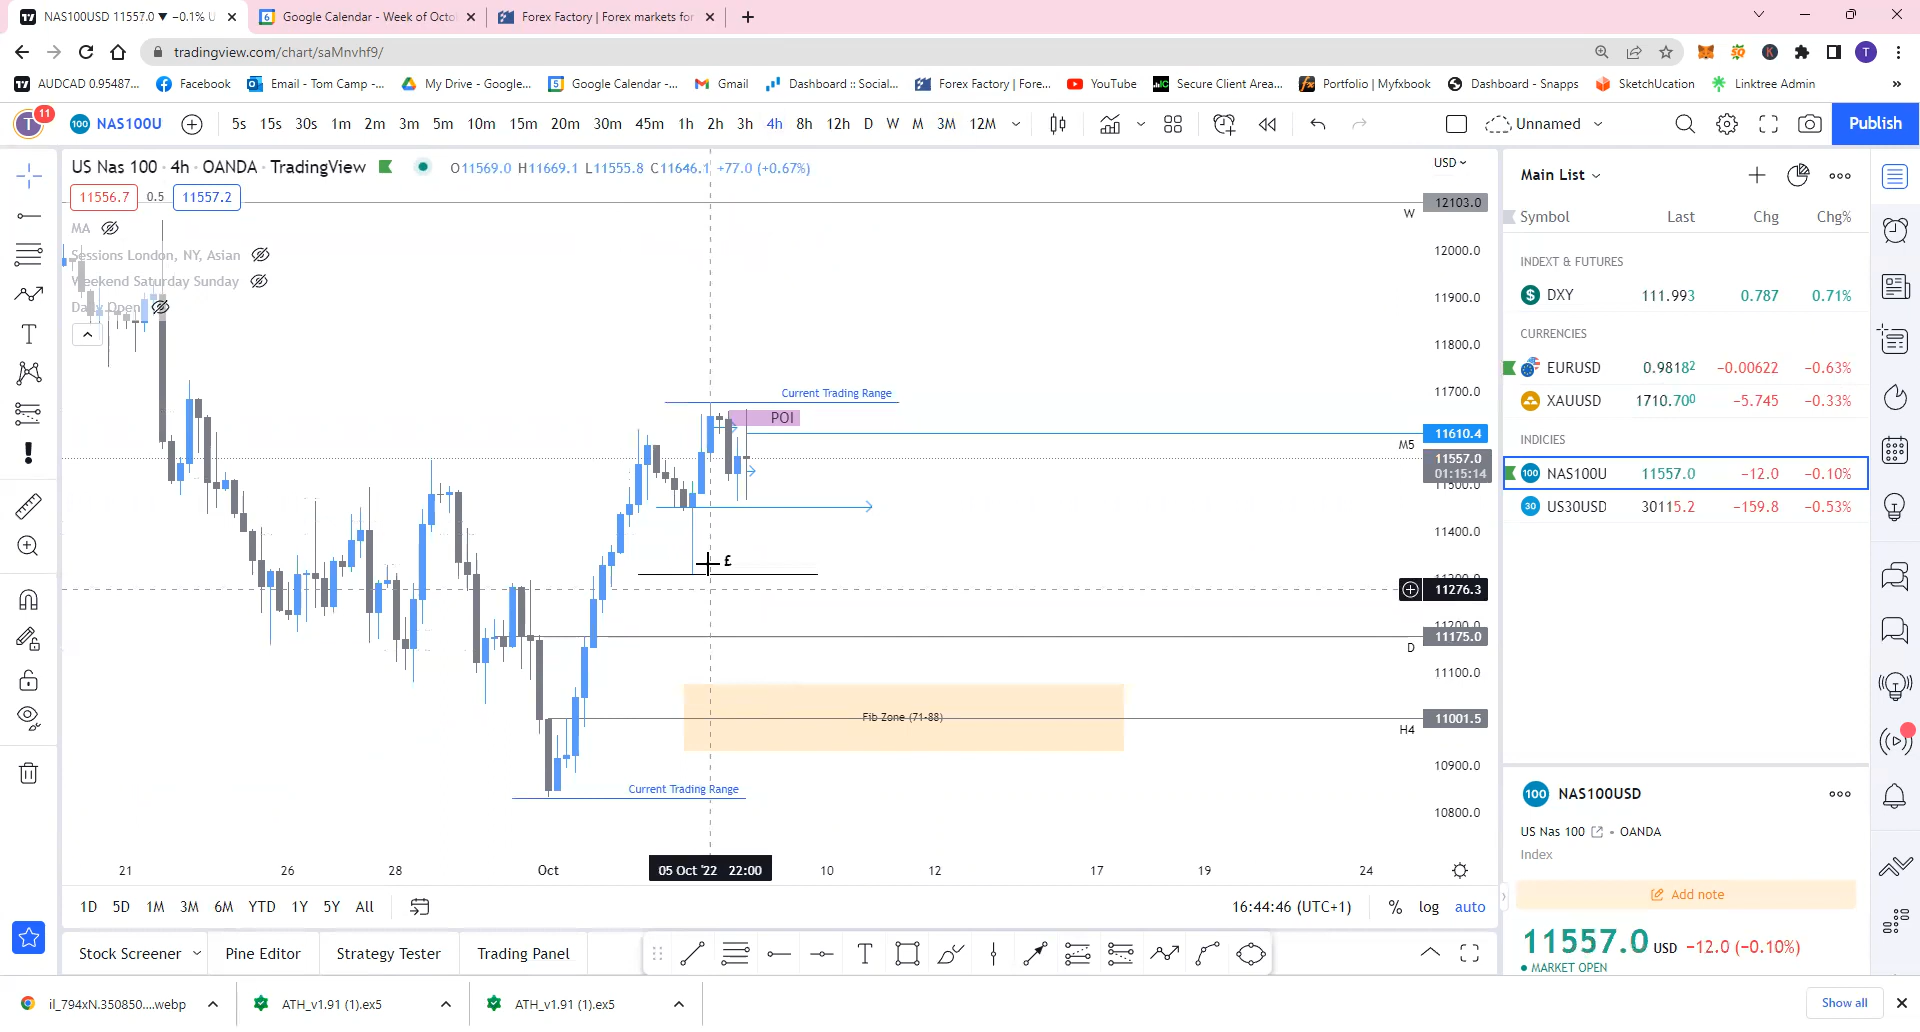 NAS100USD 11557.0 ▼ −0.1% U
Google Calendar - Week of Octo
Forex Factory | Forex markets for
tradingview.com/chart/saMnvhf9/
AUDCAD 0.95487...
Facebook
Email - Tom Camp -...
My Drive - Google...
Google Calendar -...
Gmail
Dashboard :: Social...
Forex Factory | Fore...
YouTube
Secure Client Area...
Portfolio | Myfxbook
Dashboard - Snapps
SketchUcation
Linktree Admin
»
T
11
100
NAS100U
5s 15s 30s 1m 2m 3m 5m 10m 15m 20m 30m 45m 1h 2h 3h 4h 8h 12h D W M 3M 12M
Unnamed
Publish
US Nas 100 · 4h · OANDA · TradingView
O11569.0 H11669.1 L11555.8 C11646.1 +77.0 (+0.67%)
USD
11556.7
0.5
11557.2
MA
Sessions London, NY, Asian
Weekend Saturday Sunday
Daily Open
12103.0
W
12000.0
11900.0
11800.0
11700.0
Current Trading Range
POI
11610.4
M5
11557.0
01:15:14
11500.0
11400.0
£
11300.0
11276.3
11200.0
11175.0
D
11100.0
Fib Zone (71-88)
11001.5
H4
10900.0
Current Trading Range
10800.0
21
26
28
Oct
05 Oct '22 22:00
10
12
17
19
24
1D 5D 1M 3M 6M YTD 1Y 5Y All
16:44:46 (UTC+1)
% log auto
Stock Screener
Pine Editor
Strategy Tester
Trading Panel
Main List
Symbol Last Chg Chg%
INDEXT & FUTURES
DXY 111.993 0.787 0.71%
CURRENCIES
EURUSD 0.98182 −0.00622 −0.63%
XAUUSD 1710.700 −5.745 −0.33%
INDICIES
100 NAS100U 11557.0 −12.0 −0.10%
30 US30USD 30115.2 −159.8 −0.53%
100 NAS100USD
US Nas 100 • OANDA
Index
Add note
11557.0 USD −12.0 (−0.10%)
MARKET OPEN
il_794xN.350850....webp
ATH_v1.91 (1).ex5
ATH_v1.91 (1).ex5
Show all